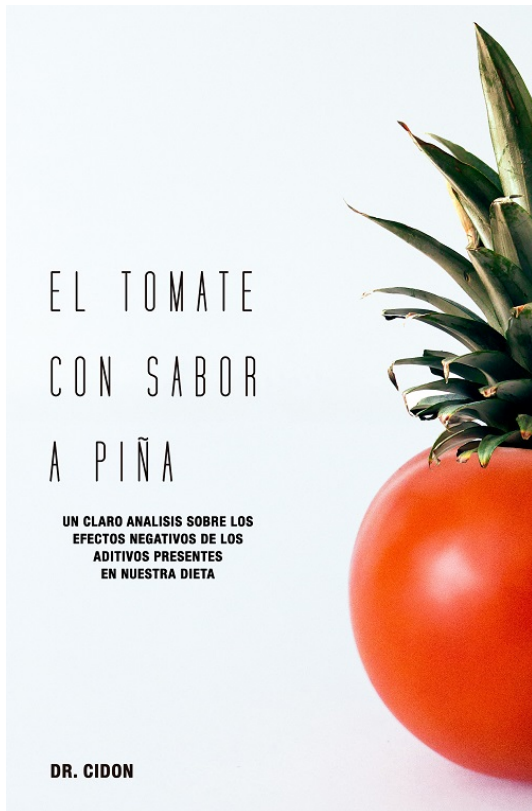 EL TOMATE
CON SABOR
A PIÑA
UN CLARO ANALISIS SOBRE LOS
EFECTOS NEGATIVOS DE LOS
ADITIVOS PRESENTES
EN NUESTRA DIETA
DR. CIDON